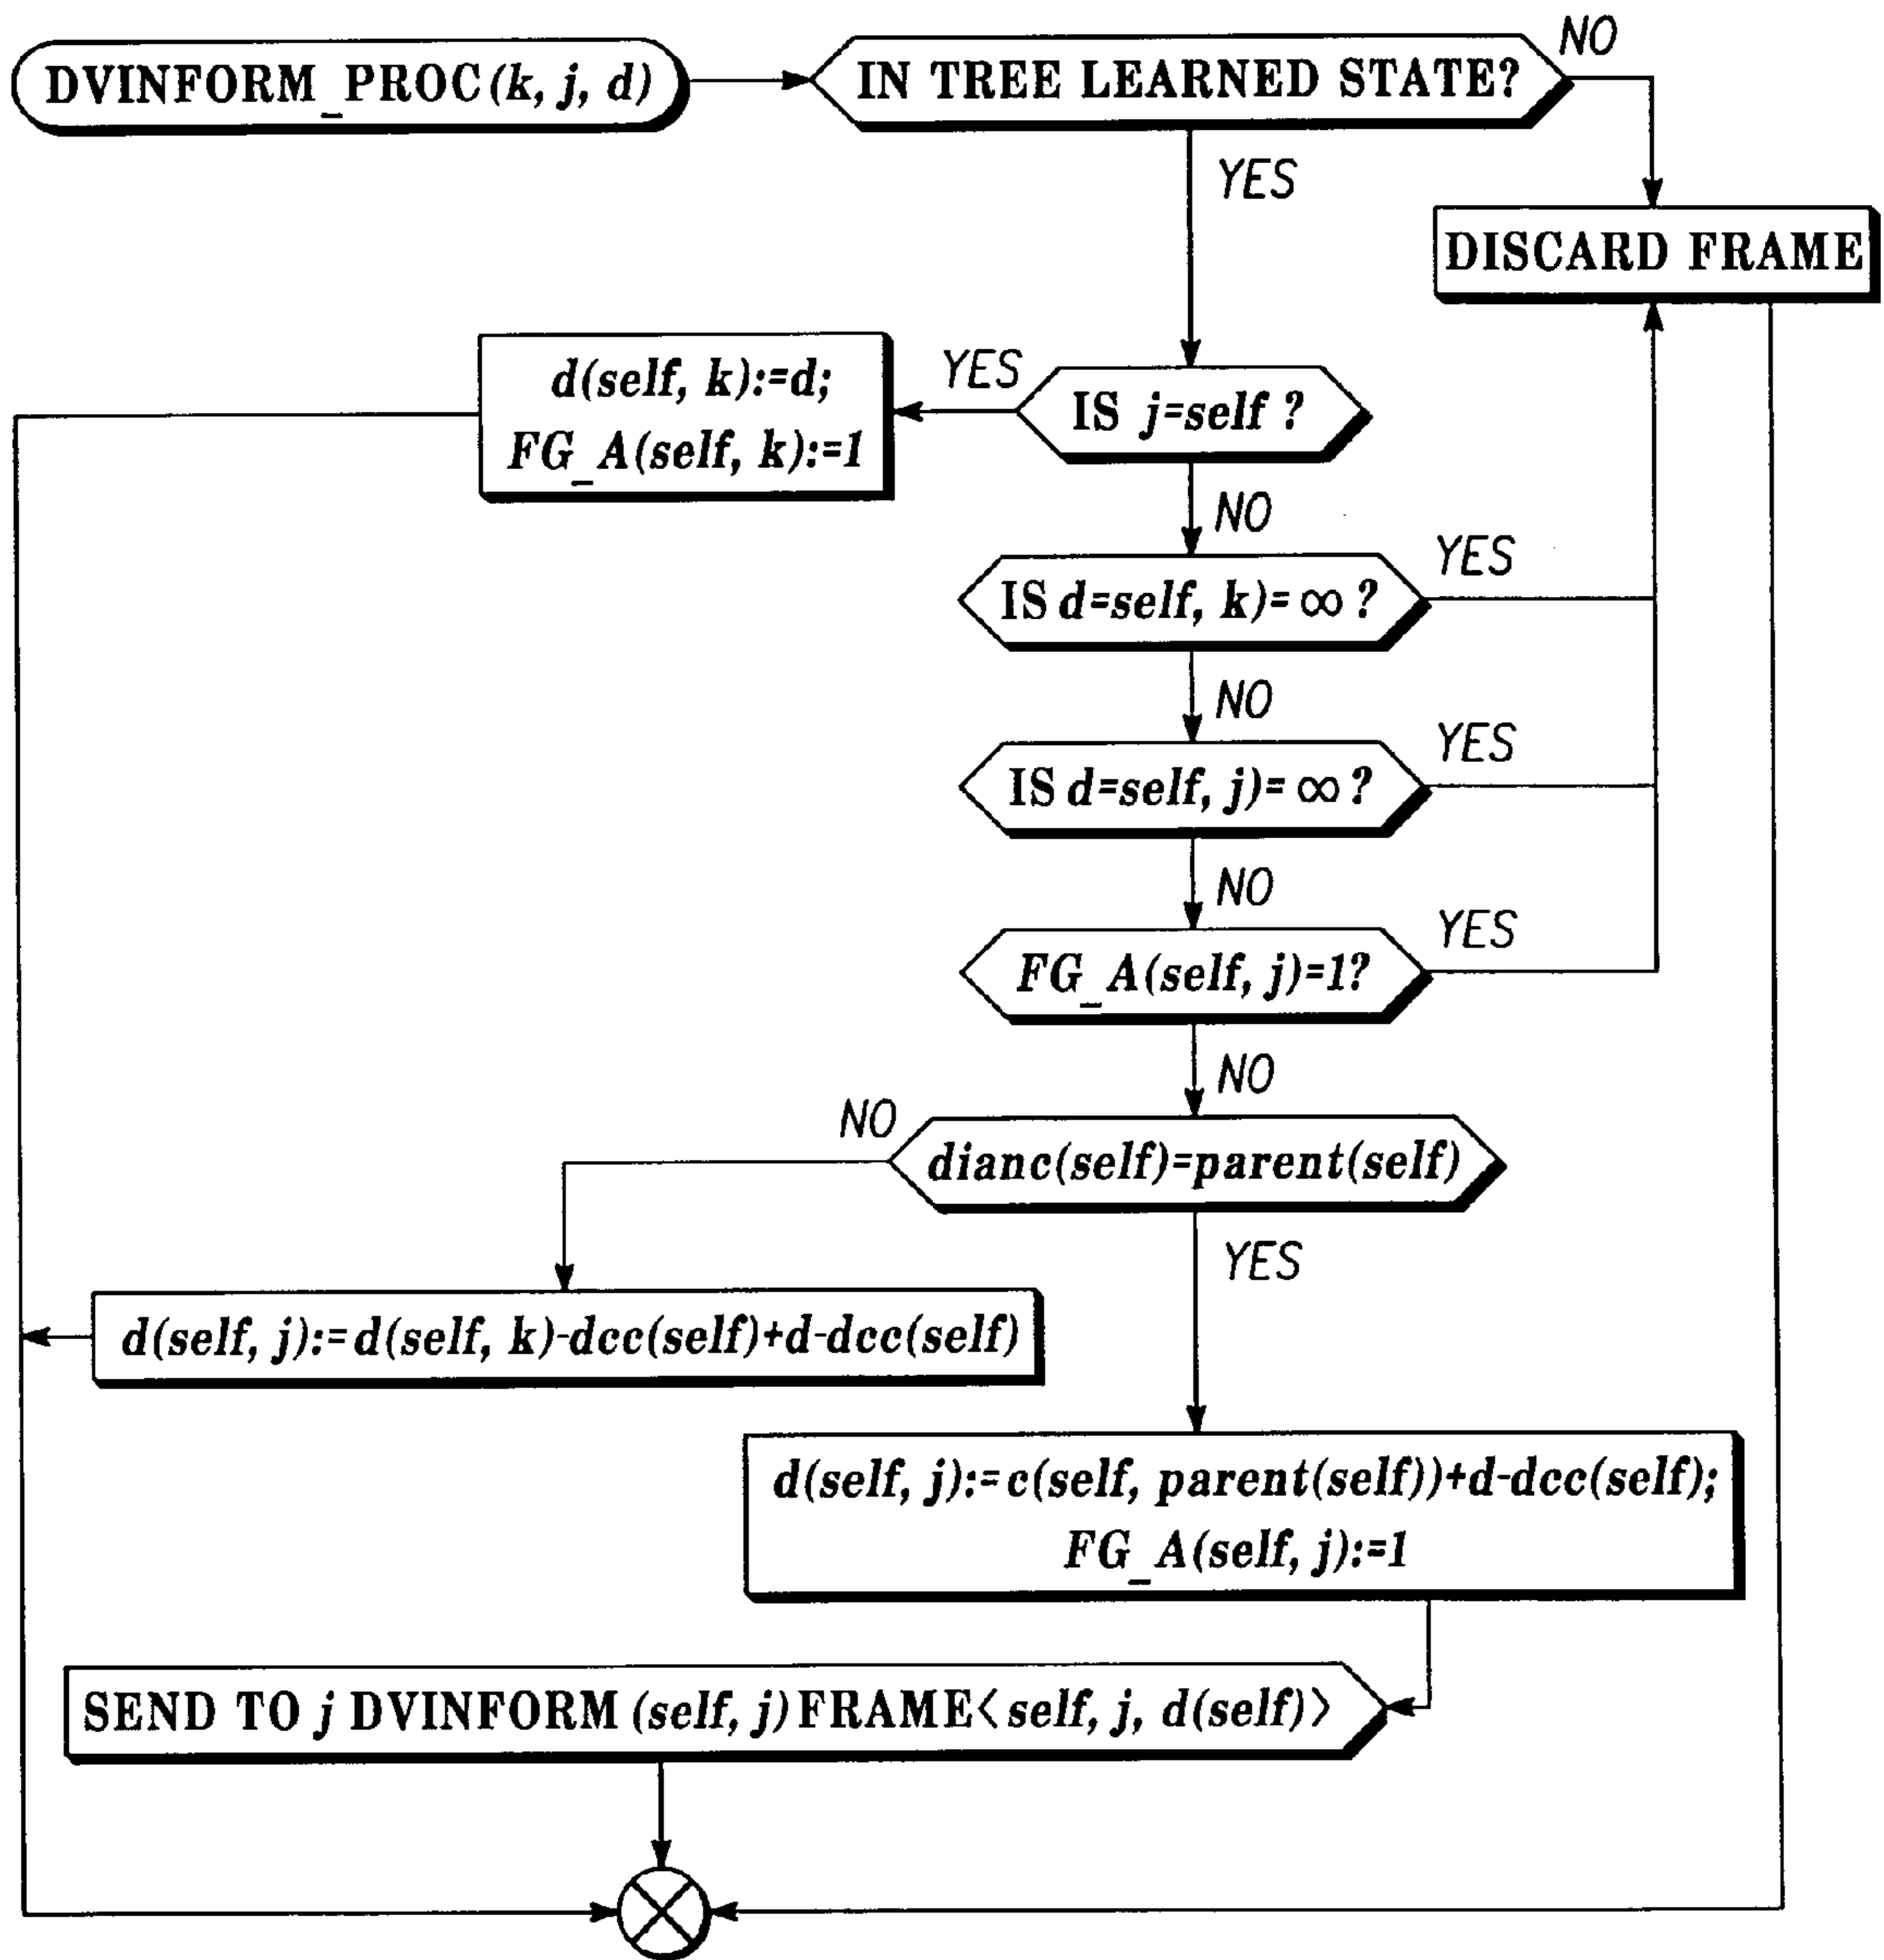 DVINFORM_PROC(k, j, d)
IN TREE LEARNED STATE?
NO
YES
DISCARD FRAME
d(self, k):=d;
FG_A(self, k):=1
YES
IS j=self ?
NO
IS d=self, k)=∞ ?
YES
NO
IS d=self, j)=∞ ?
YES
NO
FG_A(self, j)=1?
YES
NO
NO
dianc(self)=parent(self)
YES
d(self, j):=d(self, k)-dcc(self)+d-dcc(self)
d(self, j):=c(self, parent(self))+d-dcc(self);
FG_A(self, j):=1
SEND TO j DVINFORM (self, j) FRAME< self, j, d(self) >